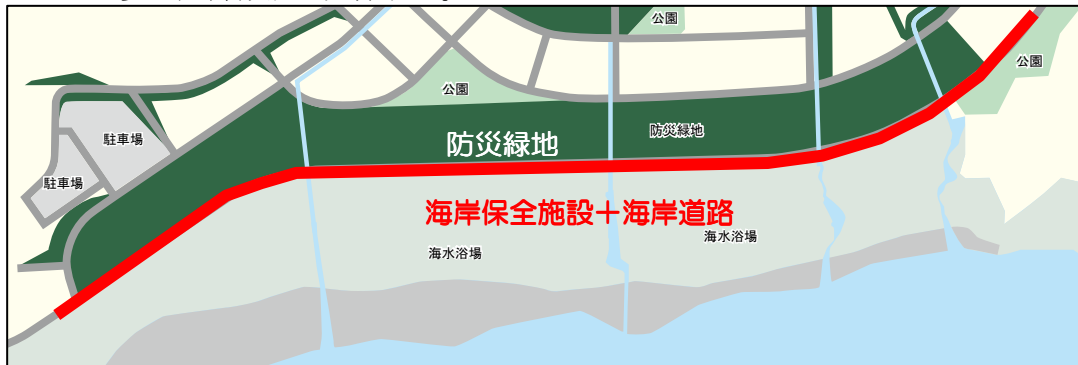 公園
公園
公園
駐車場
防災緑地
防災緑地
駐車場
海岸保全施設＋海岸道路
海水浴場
海水浴場